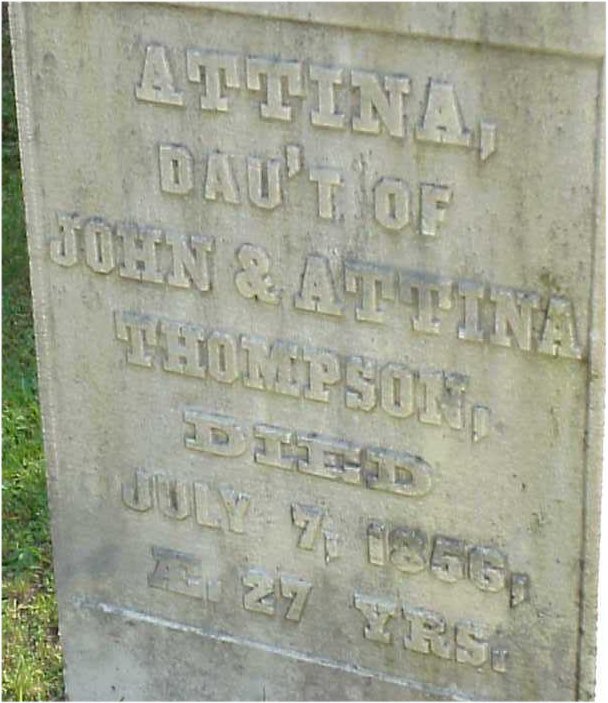 ATTINA,
DAU'T OF
JOHN & ATTINA
THOMPSON,
DIED
JULY 7, 1856,
Æ. 27 YRS.